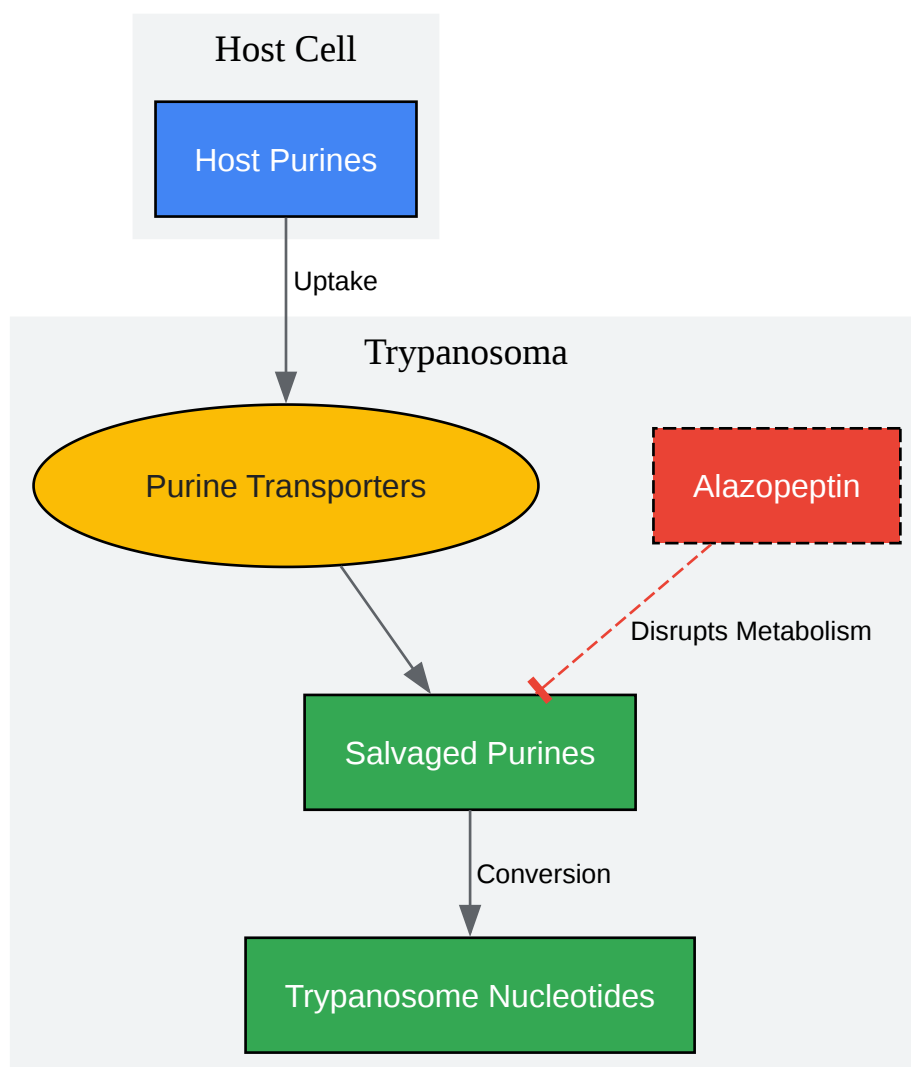 Host Cell
Host Purines
Uptake
Trypanosoma
Purine Transporters
Alazopeptin
Disrupts Metabolism
Salvaged Purines
Conversion
Trypanosome Nucleotides